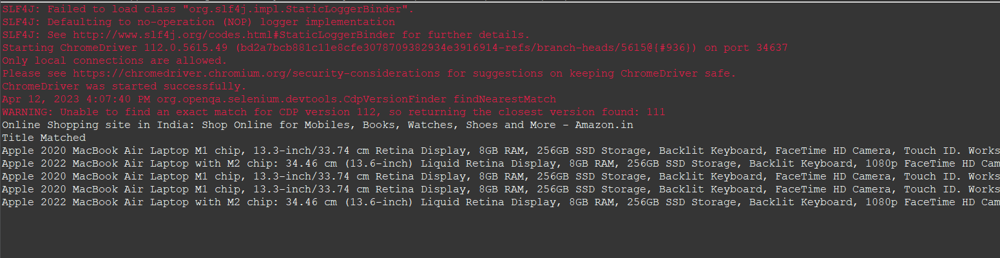 SLF4J: Failed to load class "org.slf4j.impl.StaticLoggerBinder".
SLF4J: Defaulting to no-operation (NOP) logger implementation
SLF4J: See http://www.slf4j.org/codes.html#StaticLoggerBinder for further details.
Starting ChromeDriver 112.0.5615.49 (bd2a7bcb881c11e8cfe3078709382934e3916914-refs/branch-heads/5615@{#936}) on port 34637
Only local connections are allowed.
Please see https://chromedriver.chromium.org/security-considerations for suggestions on keeping ChromeDriver safe.
ChromeDriver was started successfully.
Apr 12, 2023 4:07:40 PM org.openqa.selenium.devtools.CdpVersionFinder findNearestMatch
WARNING: Unable to find an exact match for CDP version 112, so returning the closest version found: 111
Online Shopping site in India: Shop Online for Mobiles, Books, Watches, Shoes and More - Amazon.in
Title Matched
Apple 2020 MacBook Air Laptop M1 chip, 13.3-inch/33.74 cm Retina Display, 8GB RAM, 256GB SSD Storage, Backlit Keyboard, FaceTime HD Camera, Touch ID. Works
Apple 2022 MacBook Air Laptop with M2 chip: 34.46 cm (13.6-inch) Liquid Retina Display, 8GB RAM, 256GB SSD Storage, Backlit Keyboard, 1080p FaceTime HD Cam
Apple 2020 MacBook Air Laptop M1 chip, 13.3-inch/33.74 cm Retina Display, 8GB RAM, 256GB SSD Storage, Backlit Keyboard, FaceTime HD Camera, Touch ID. Works
Apple 2020 MacBook Air Laptop M1 chip, 13.3-inch/33.74 cm Retina Display, 8GB RAM, 256GB SSD Storage, Backlit Keyboard, FaceTime HD Camera, Touch ID. Works
Apple 2022 MacBook Air Laptop with M2 chip: 34.46 cm (13.6-inch) Liquid Retina Display, 8GB RAM, 256GB SSD Storage, Backlit Keyboard, 1080p FaceTime HD Cam